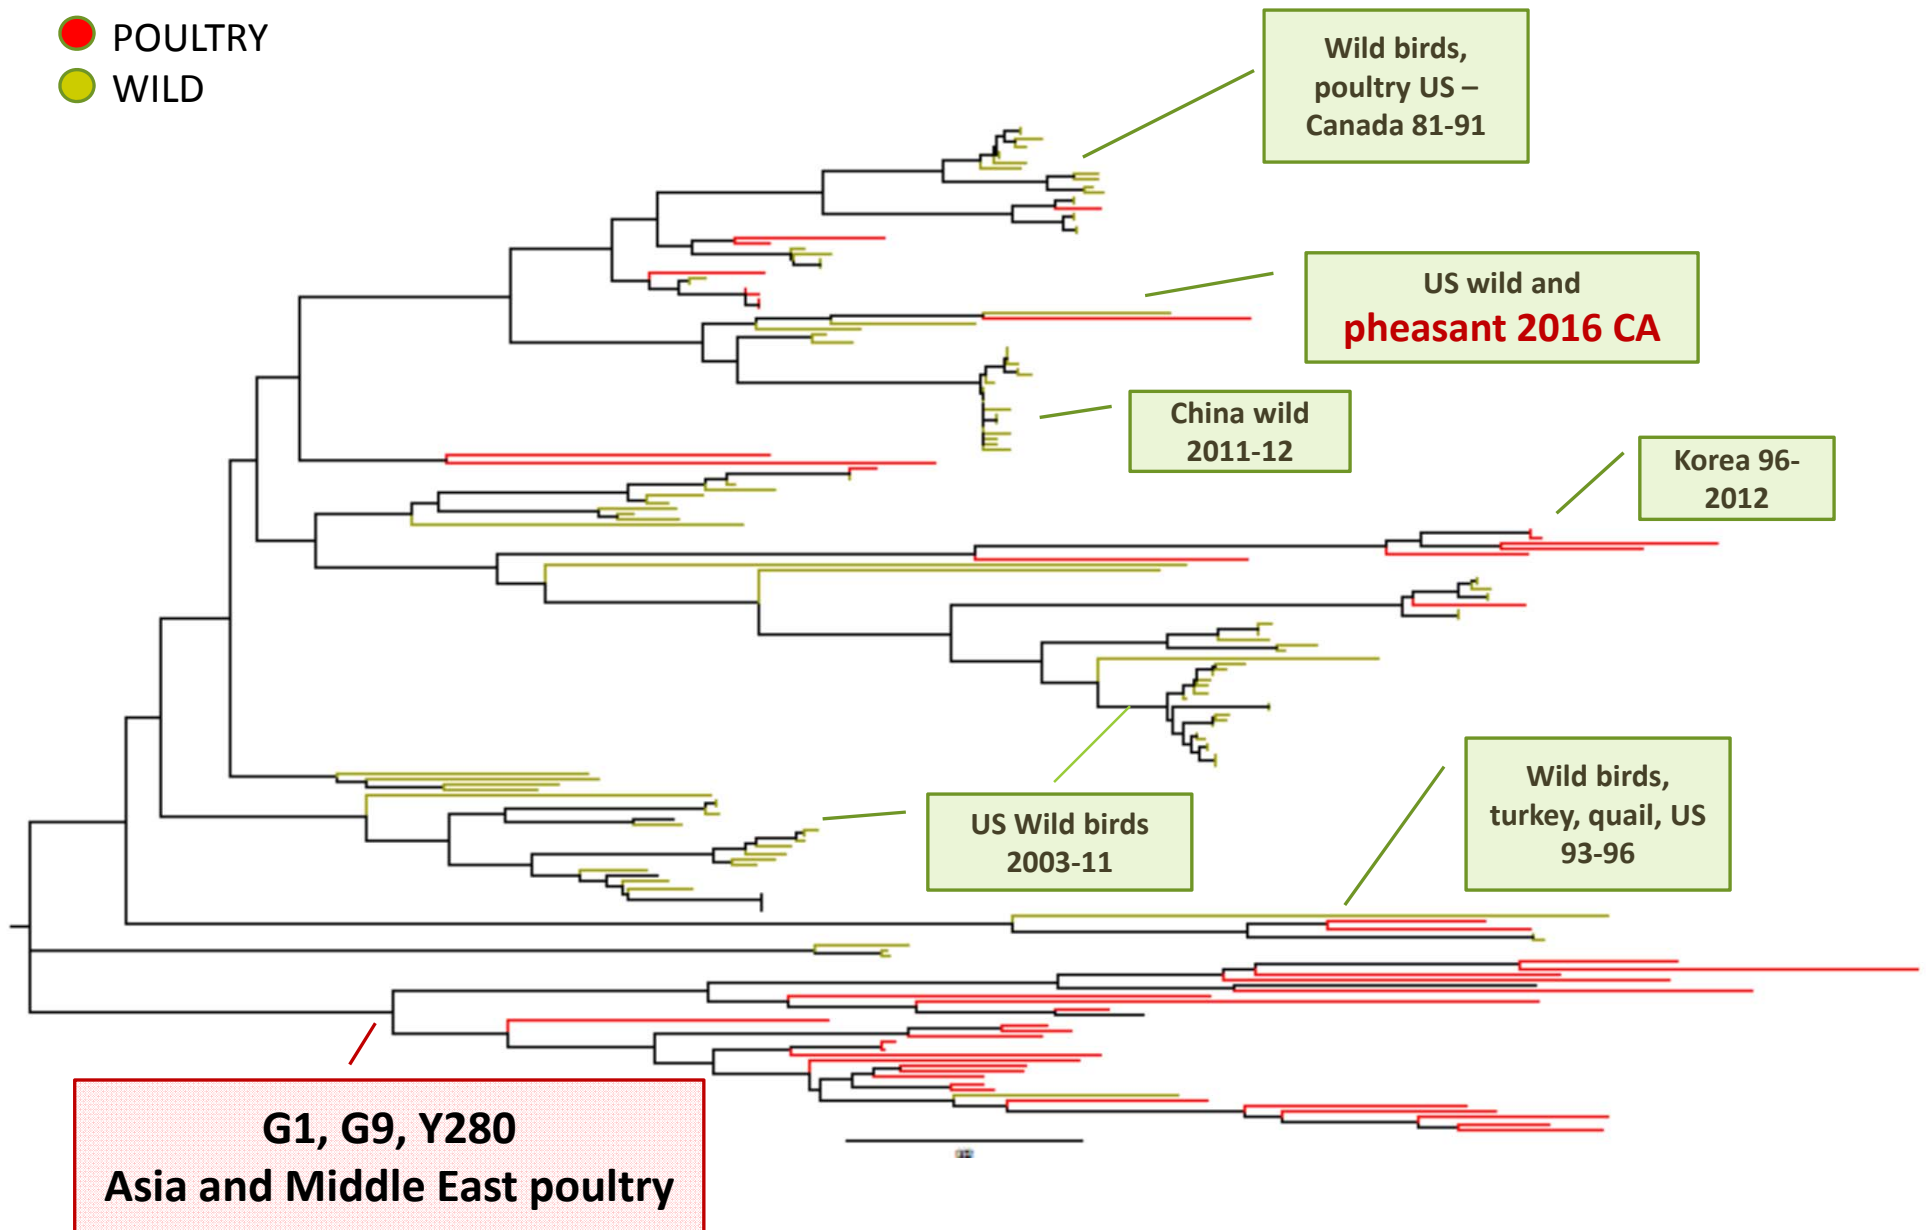 POULTRY
WILD
Wild birds,
poultry US –
Canada 81-91
US wild and
pheasant 2016 CA
China wild
2011-12
Korea 96-
2012
US Wild birds
2003-11
Wild birds,
turkey, quail, US
93-96
G1, G9, Y280
Asia and Middle East poultry